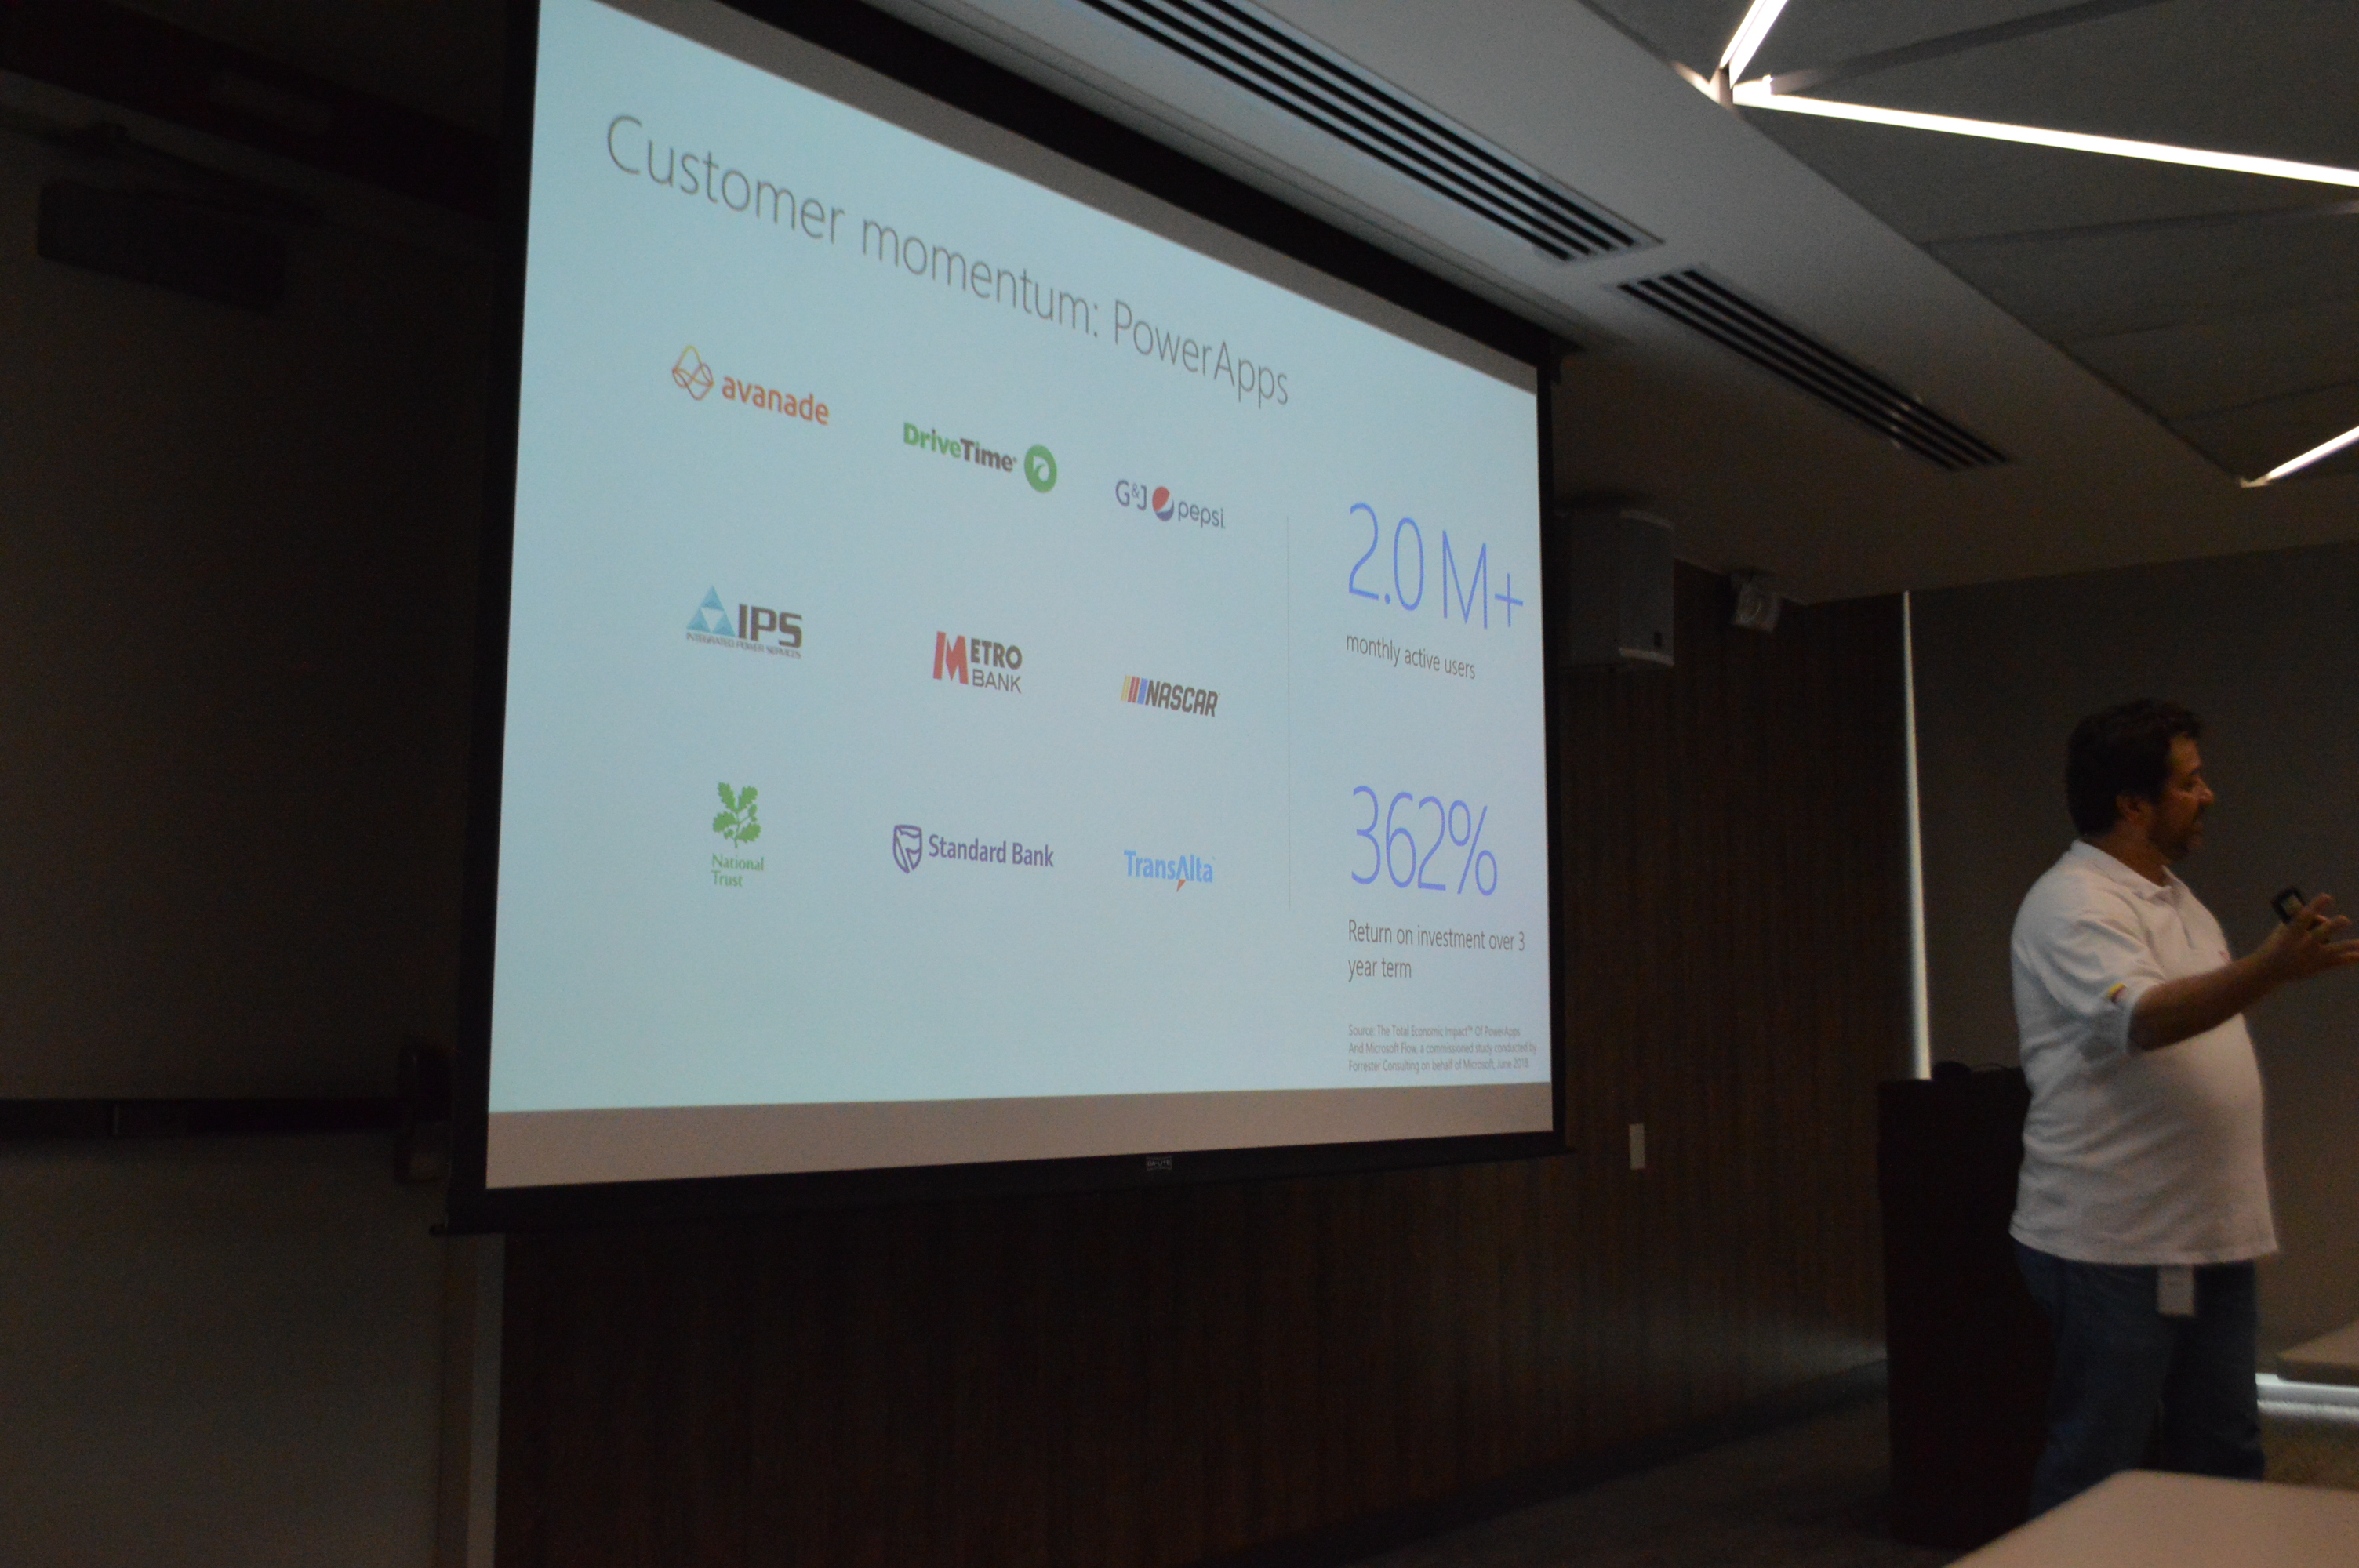 Customer momentum: PowerApps
avanade
DriveTime
G&J pepsi
IPS
INTEGRATED POWER SERVICES
METRO
BANK
NASCAR
National
Trust
Standard Bank
TransAlta
2.0 M+
monthly active users
362%
Return on investment over 3
year term
Source: The Total Economic Impact™ Of PowerApps
And Microsoft Flow, a commissioned study conducted by
Forrester Consulting on behalf of Microsoft, June 2018.
DA-LITE